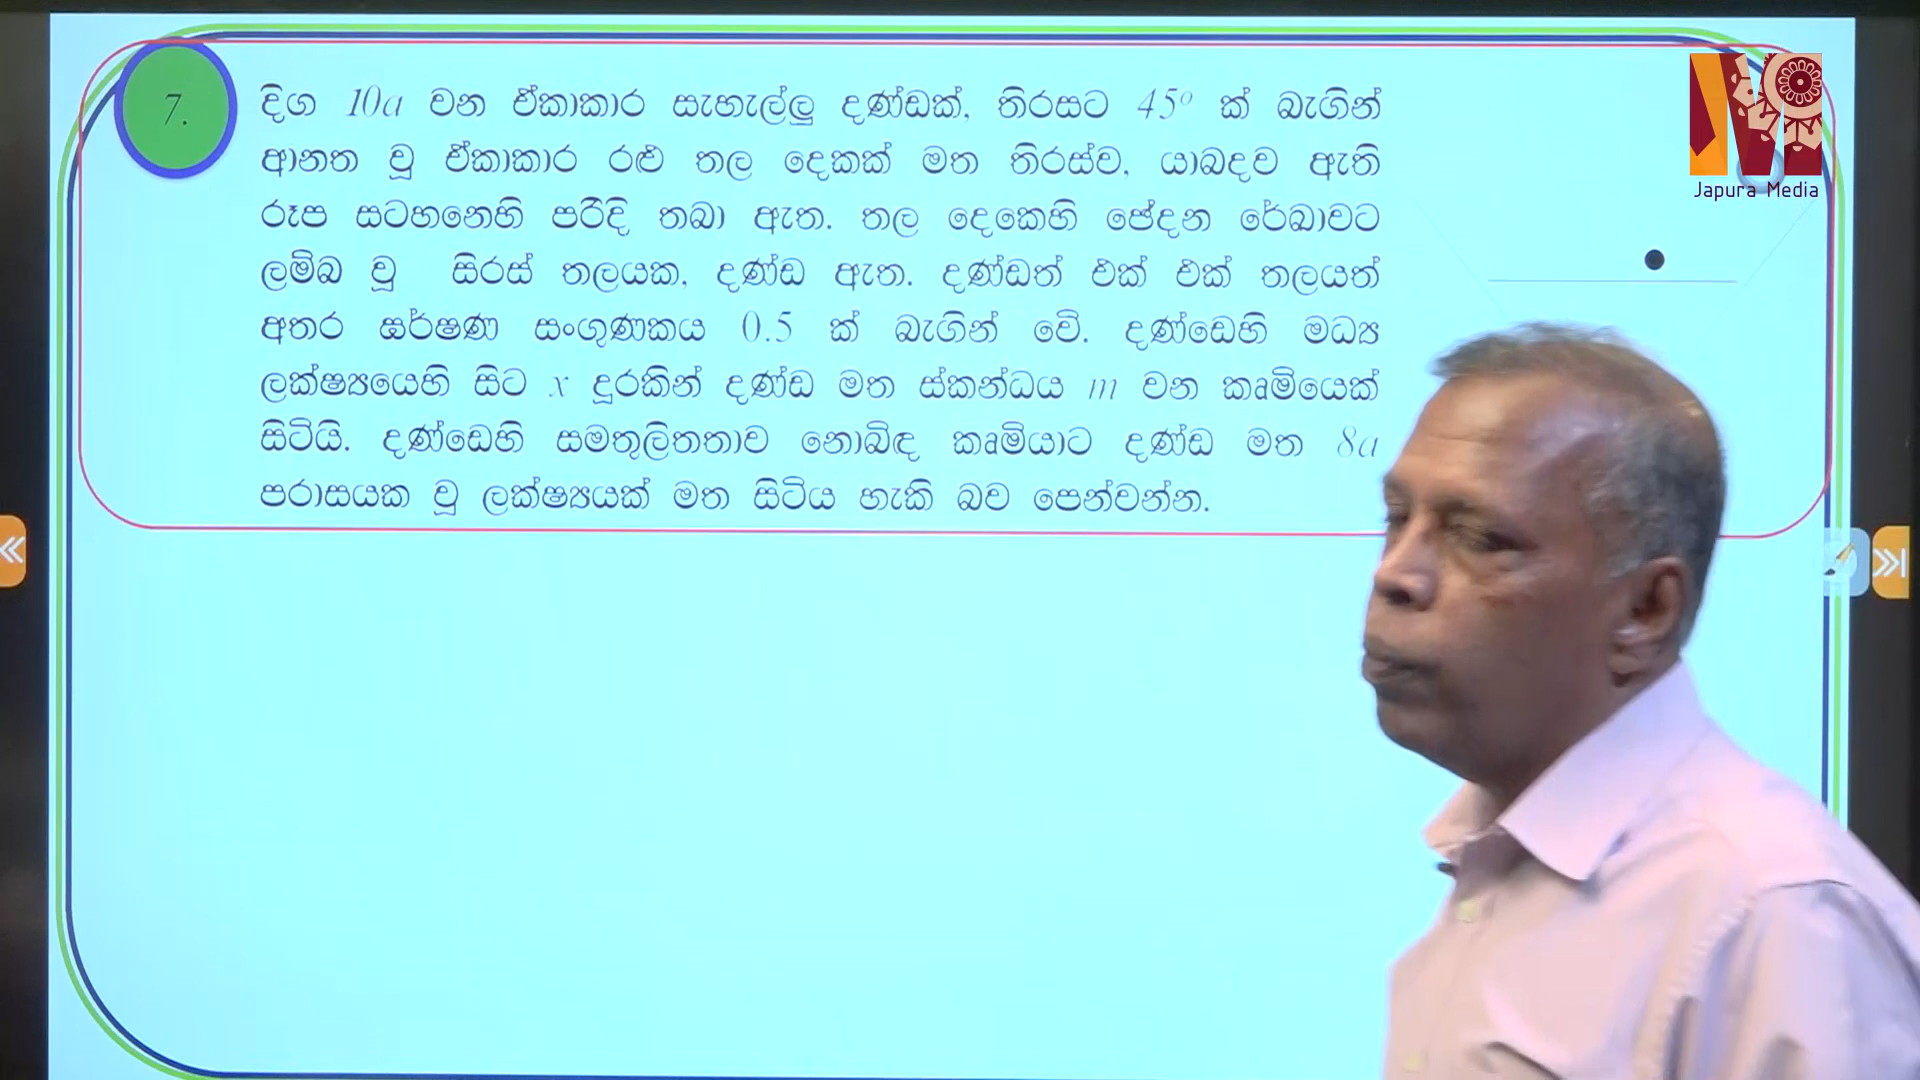 7.
දිග 10a වන ඒකාකාර සැහැල්ලු දණ්ඩක්, තිරසට 45° ක් බැගින්
ආනත වූ ඒකාකාර රළු තල දෙකක් මත තිරස්ව, යාබදව ඇති
රූප සටහනෙහි පරිදි තබා ඇත. තල දෙකෙහි ඡේදන රේඛාවට
ලම්බ වූ සිරස් තලයක, දණ්ඩ ඇත. දණ්ඩත් එක් එක් තලයත්
අතර ඝර්ෂණ සංගුණකය 0.5 ක් බැගින් වේ. දණ්ඩෙහි මධ්‍ය
ලක්ෂ්‍යයෙහි සිට x දුරකින් දණ්ඩ මත ස්කන්ධය m වන කෘමියෙක්
සිටියි. දණ්ඩෙහි සමතුලිතතාව නොබිඳ කෘමියාට දණ්ඩ මත 8a
පරාසයක වූ ලක්ෂ්‍යයක් මත සිටිය හැකි බව පෙන්වන්න.
Japura Media